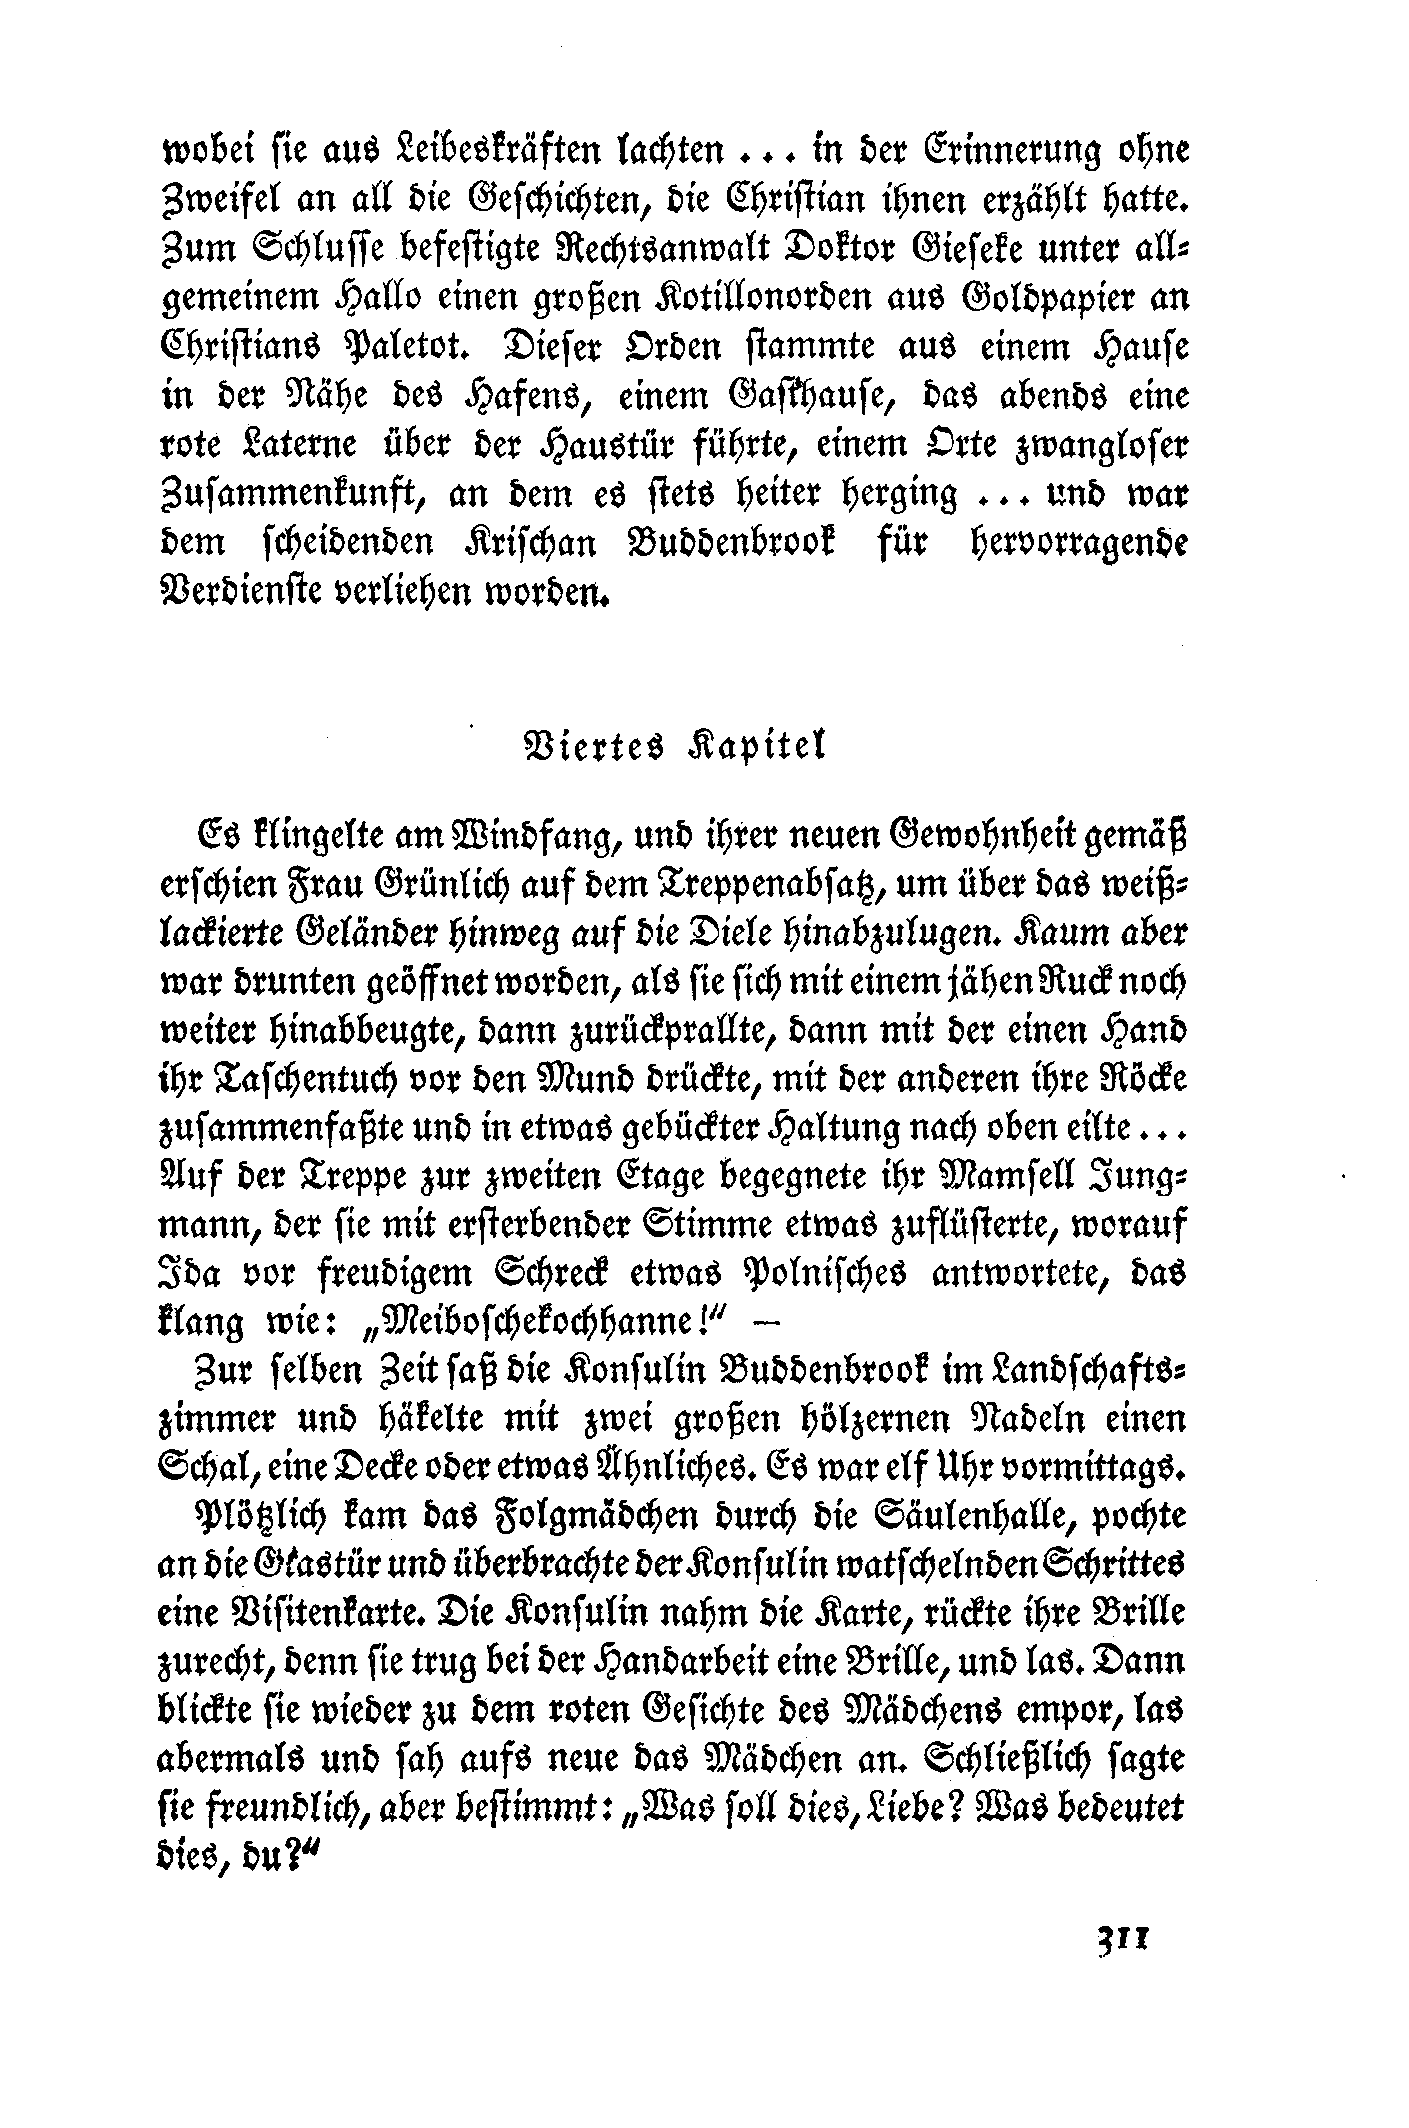 wobei sie aus Leibeskräften lachten ... in der Erinnerung ohne
Zweifel an all die Geschichten, die Christian ihnen erzählt hatte.
Zum Schlusse befestigte Rechtsanwalt Doktor Gieseke unter all-
gemeinem Hallo einen großen Kotillonorden aus Goldpapier an
Christians Paletot. Dieser Orden stammte aus einem Hause
in der Nähe des Hafens, einem Gasthause, das abends eine
rote Laterne über der Haustür führte, einem Orte zwangloser
Zusammenkunft, an dem es stets heiter herging ... und war
dem scheidenden Krischan Buddenbrook für hervorragende
Verdienste verliehen worden.
Viertes Kapitel
Es klingelte am Windfang, und ihrer neuen Gewohnheit gemäß
erschien Frau Grünlich auf dem Treppenabsatz, um über das weiß-
lackierte Geländer hinweg auf die Diele hinabzulugen. Kaum aber
war drunten geöffnet worden, als sie sich mit einem jähen Ruck noch
weiter hinabbeugte, dann zurückprallte, dann mit der einen Hand
ihr Taschentuch vor den Mund drückte, mit der anderen ihre Röcke
zusammenfaßte und in etwas gebückter Haltung nach oben eilte ...
Auf der Treppe zur zweiten Etage begegnete ihr Mamsell Jung-
mann, der sie mit ersterbender Stimme etwas zuflüsterte, worauf
Ida vor freudigem Schreck etwas Polnisches antwortete, das
klang wie: „Meiboschekochhanne!“ —
Zur selben Zeit saß die Konsulin Buddenbrook im Landschafts-
zimmer und häkelte mit zwei großen hölzernen Nadeln einen
Schal, eine Decke oder etwas Ähnliches. Es war elf Uhr vormittags.
Plötzlich kam das Folgmädchen durch die Säulenhalle, pochte
an die Glastür und überbrachte der Konsulin watschelnden Schrittes
eine Visitenkarte. Die Konsulin nahm die Karte, rückte ihre Brille
zurecht, denn sie trug bei der Handarbeit eine Brille, und las. Dann
blickte sie wieder zu dem roten Gesichte des Mädchens empor, las
abermals und sah aufs neue das Mädchen an. Schließlich sagte
sie freundlich, aber bestimmt: „Was soll dies, Liebe? Was bedeutet
dies, du?“
311